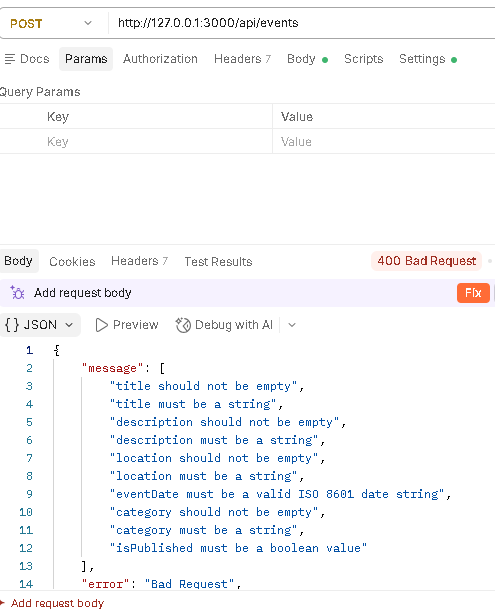 POST http://127.0.0.1:3000/api/events
Docs Params Authorization Headers 7 Body Scripts Settings
Query Params
Key Value
Key Value
Body Cookies Headers 7 Test Results 400 Bad Request
Add request body Fix
{} JSON Preview Debug with AI
1 {
2 "message": [
3 "title should not be empty",
4 "title must be a string",
5 "description should not be empty",
6 "description must be a string",
7 "location should not be empty",
8 "location must be a string",
9 "eventDate must be a valid ISO 8601 date string",
10 "category should not be empty",
11 "category must be a string",
12 "isPublished must be a boolean value"
13 ],
14 "error": "Bad Request",
Add request body